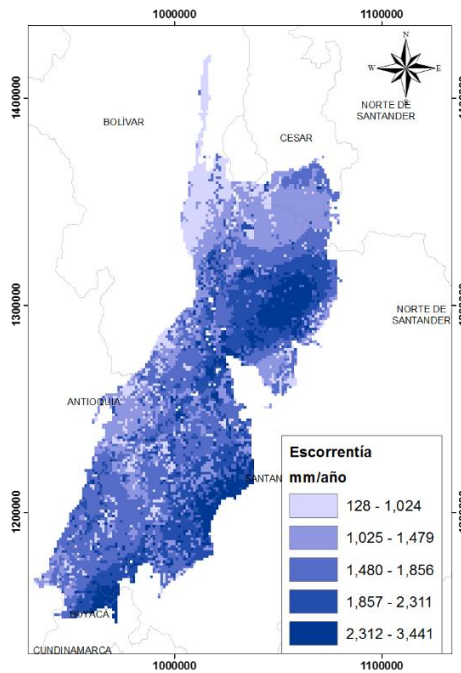 1000000 1100000
N
W E
S
1400000
NORTE DE
SANTANDER
BOLÍVAR
CESAR
1300000
NORTE DE
SANTANDER
ANTIOQUIA
Escorrentía
mm/año
SANTAN
128 - 1,024
1200000
1,025 - 1,479
1,480 - 1,856
1,857 - 2,311
BOYACÁ
2,312 - 3,441
CUNDINAMARCA
1000000 1100000